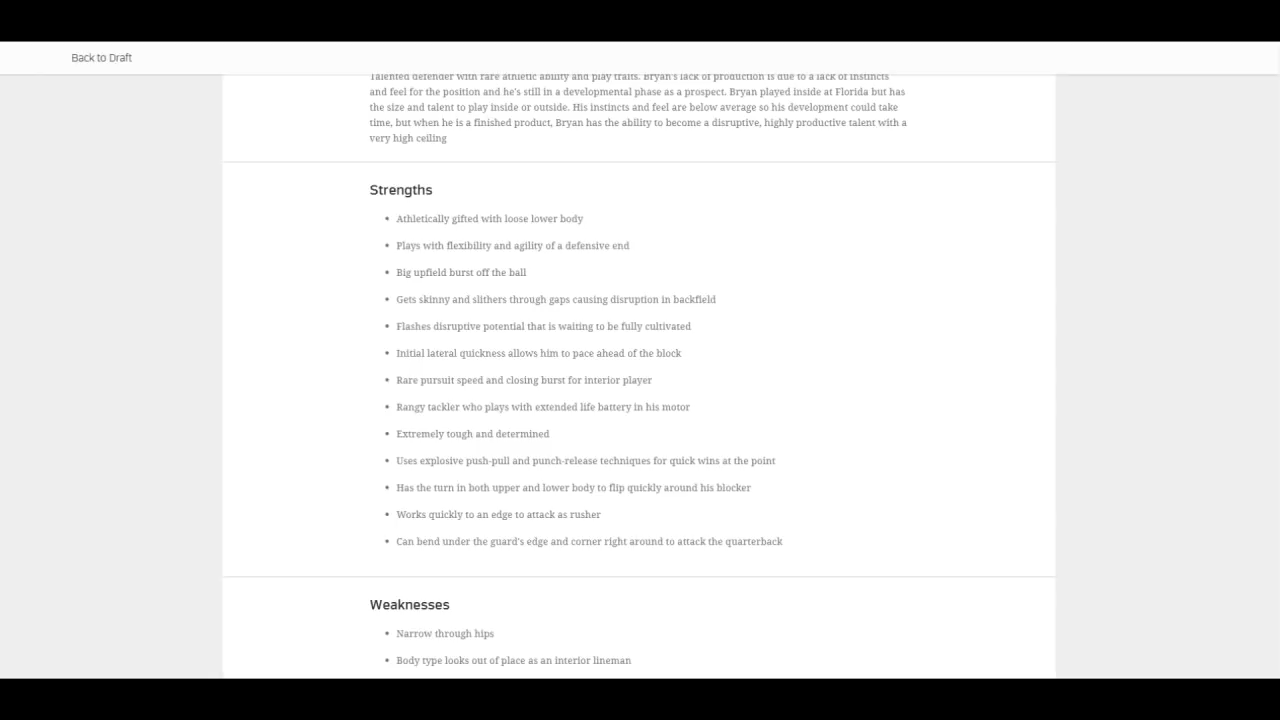 Back to Draft
Talented defender with rare athletic ability and play traits. Bryan's lack of production is due to a lack of instincts
and feel for the position and he's still in a developmental phase as a prospect. Bryan played inside at Florida but has
the size and talent to play inside or outside. His instincts and feel are below average so his development could take
time, but when he is a finished product, Bryan has the ability to become a disruptive, highly productive talent with a
very high ceiling
Strengths
• Athletically gifted with loose lower body
• Plays with flexibility and agility of a defensive end
• Big upfield burst off the ball
• Gets skinny and slithers through gaps causing disruption in backfield
• Flashes disruptive potential that is waiting to be fully cultivated
• Initial lateral quickness allows him to pace ahead of the block
• Rare pursuit speed and closing burst for interior player
• Rangy tackler who plays with extended life battery in his motor
• Extremely tough and determined
• Uses explosive push-pull and punch-release techniques for quick wins at the point
• Has the turn in both upper and lower body to flip quickly around his blocker
• Works quickly to an edge to attack as rusher
• Can bend under the guard's edge and corner right around to attack the quarterback
Weaknesses
• Narrow through hips
• Body type looks out of place as an interior lineman